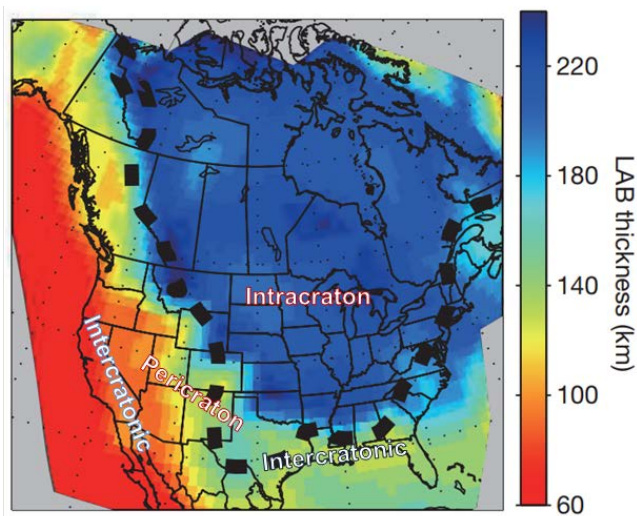 Intracraton
Pericraton
Intercratonic
Intercratonic
220
180
140
100
60
LAB thickness (km)